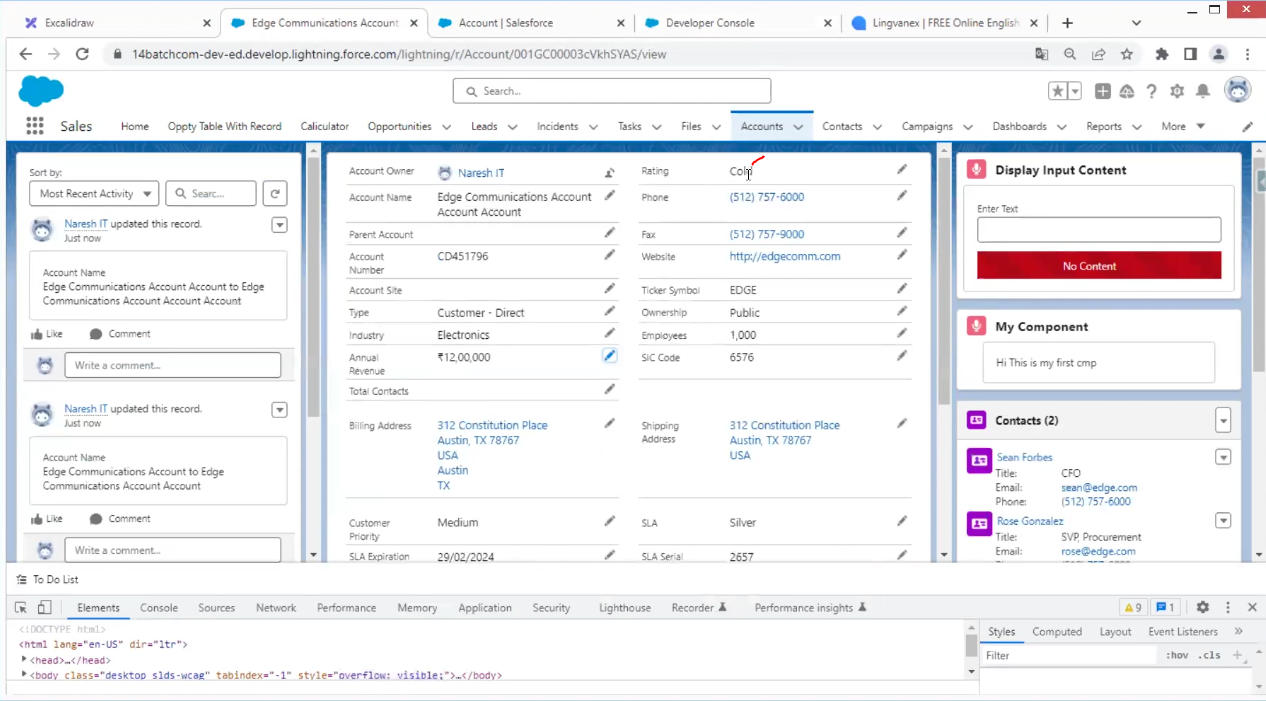 Excalidraw
Edge Communications Account
Account | Salesforce
Developer Console
Lingvanex | FREE Online English
14batchcom-dev-ed.develop.lightning.force.com/lightning/r/Account/001GC00003cVkhSYAS/view
Search...
Sales
Home
Oppty Table With Record
Calculator
Opportunities
Leads
Incidents
Tasks
Files
Accounts
Contacts
Campaigns
Dashboards
Reports
More
Sort by:
Most Recent Activity
Search...
Naresh IT updated this record.
Just now
Account Name
Edge Communications Account Account to Edge
Communications Account Account Account
Like
Comment
Write a comment...
Naresh IT updated this record.
Just now
Account Name
Edge Communications Account to Edge
Communications Account Account
Like
Comment
Write a comment...
Account Owner
Naresh IT
Rating
Cold
Account Name
Edge Communications Account
Account Account
Phone
(512) 757-6000
Parent Account
Fax
(512) 757-9000
Account
Number
CD451796
Website
http://edgecomm.com
Account Site
Ticker Symbol
EDGE
Type
Customer - Direct
Ownership
Public
Industry
Electronics
Employees
1,000
Annual
Revenue
₹12,00,000
SIC Code
6576
Total Contacts
Billing Address
312 Constitution Place
Austin, TX 78767
USA
Austin
TX
Shipping
Address
312 Constitution Place
Austin, TX 78767
USA
Customer
Priority
Medium
SLA
Silver
SLA Expiration
29/02/2024
SLA Serial
2657
Display Input Content
Enter Text
No Content
My Component
Hi This is my first cmp
Contacts (2)
Sean Forbes
Title:
CFO
Email:
sean@edge.com
Phone:
(512) 757-6000
Rose Gonzalez
Title:
SVP, Procurement
Email:
rose@edge.com
To Do List
Elements
Console
Sources
Network
Performance
Memory
Application
Security
Lighthouse
Recorder
Performance insights
9
1
<!DOCTYPE html>
<html lang="en-US" dir="ltr">
<head>…</head>
<body class="desktop slds-wcag" tabindex="-1" style="overflow: visible;">…</body>
Styles
Computed
Layout
Event Listeners
Filter
:hov
.cls